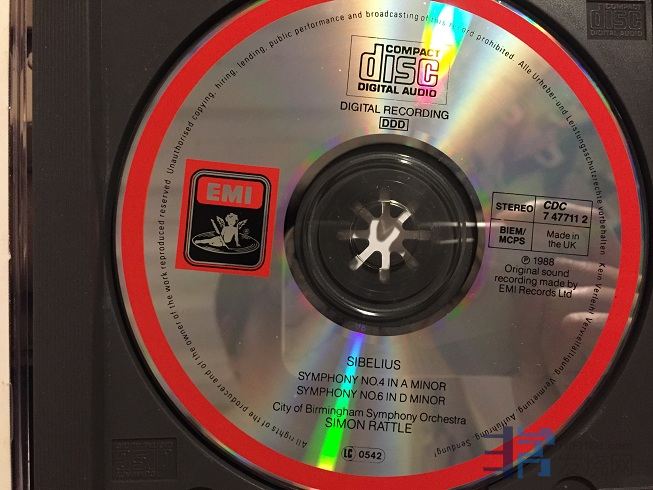 COMPACT
disc
DIGITAL AUDIO
DIGITAL RECORDING
DDD
EMI
STEREO
CDC
7 47711 2
BIEM/
MCPS
Made in
the UK
℗ 1988
Original sound
recording made by
EMI Records Ltd
SIBELIUS
SYMPHONY NO.4 IN A MINOR
SYMPHONY NO.6 IN D MINOR
City of Birmingham Symphony Orchestra
SIMON RATTLE
LC 0542
All rights of the producer and of the owner of the work reproduced reserved. Unauthorised copying, hiring, lending, public performance and broadcasting of this record prohibited. Alle Urheber- und Leistungsschutzrechte vorbehalten. Kein Verleih! Vervielfältigung, Vermietung, Aufführung, Sendung!
disc
DIGITAL AUDIO